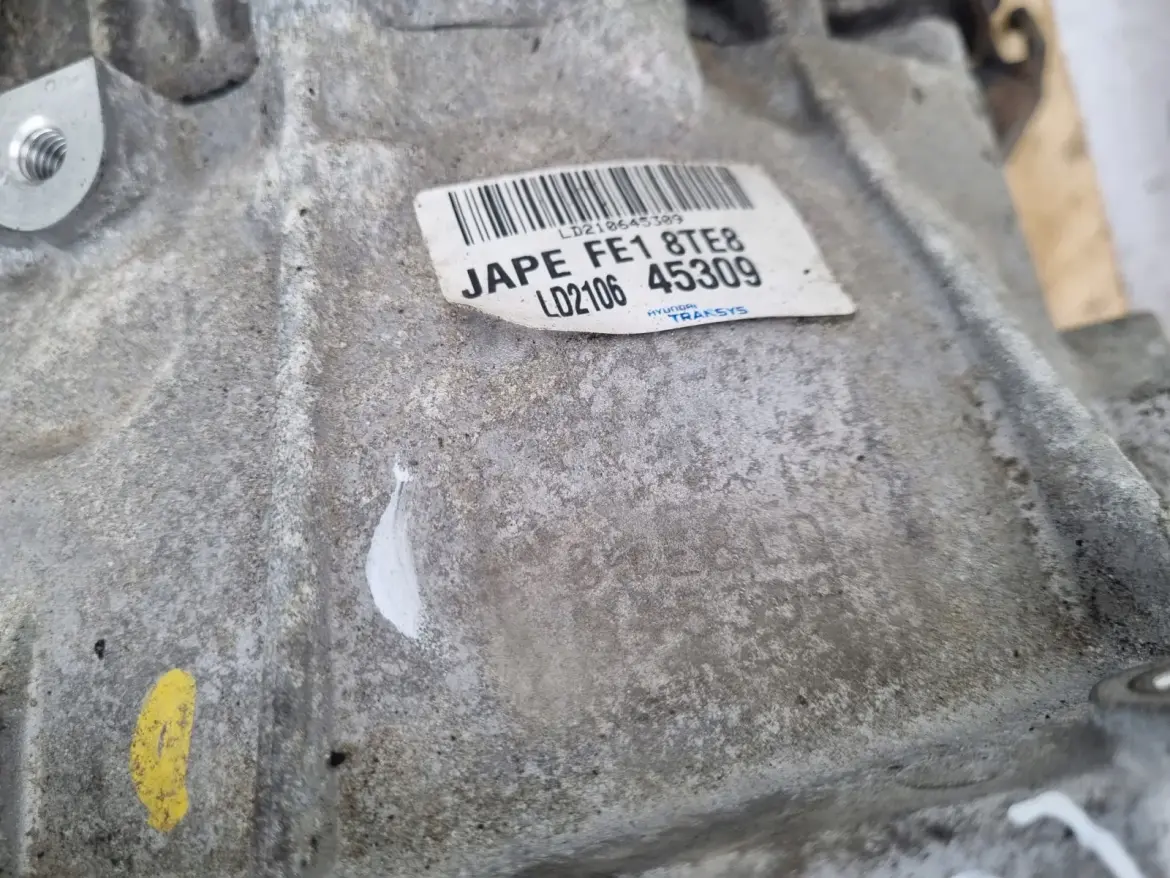 LD210645309
JAPE FE1 8TE8
LD2106 45309
HYUNDAI
TRANSYS